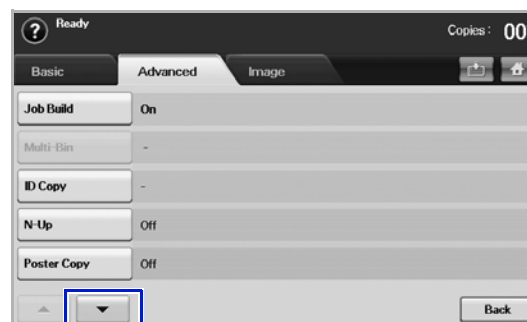 ? Ready Copies : 00
Basic Advanced Image
Job Build On
Multi-Bin -
ID Copy -
N-Up Off
Poster Copy Off
Back